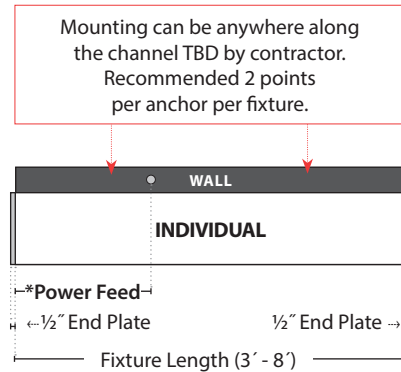 Mounting can be anywhere along
the channel TBD by contractor.
Recommended 2 points
per anchor per fixture.
WALL
INDIVIDUAL
*Power Feed
½˝ End Plate ½˝ End Plate
Fixture Length (3´ - 8´)